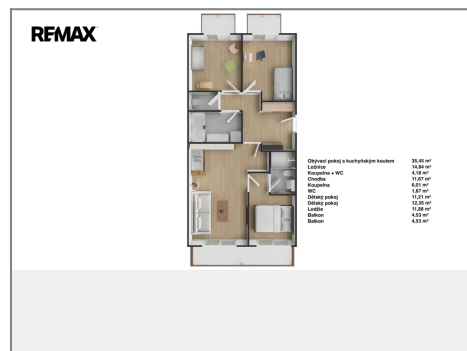 RE/MAX
Obývací pokoj s kuchyňským koutem 35,45 m²
Ložnice 14,84 m²
Koupelna + WC 4,16 m²
Chodba 11,67 m²
Koupelna 6,01 m²
WC 1,87 m²
Dětský pokoj 11,21 m²
Dětský pokoj 12,35 m²
Lodžie 11,88 m²
Balkon 4,53 m²
Balkon 4,53 m²